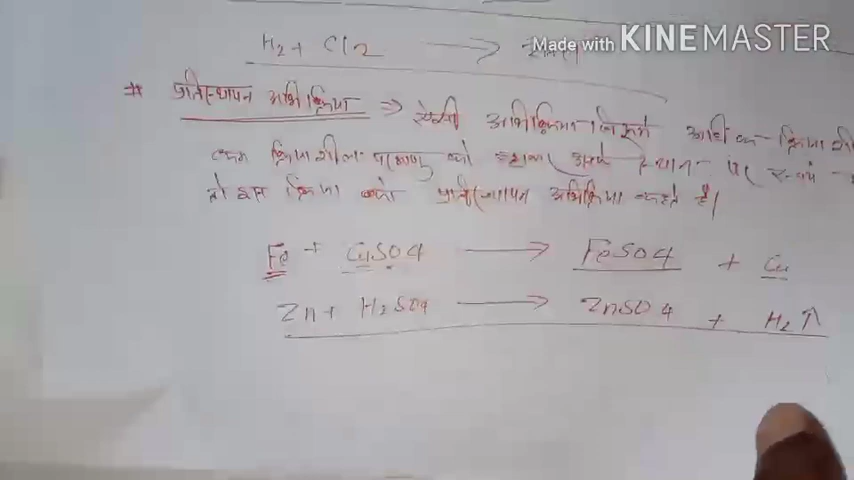 H₂ + Cl₂ ⟶
Made with KINEMASTER
* प्रतिस्थापन अभिक्रिया ⇒ ऐसी अभिक्रिया जिसमे अधिक क्रियाशी
कम क्रियाशील परमाणु को हटाकर उसके स्थान पर स्वयं
तो इस क्रिया को प्रतिस्थापन अभिक्रिया कहते है।
Fe + CuSO4 ⟶ FeSO4 + Cu
Zn + H₂SO4 ⟶ ZnSO4 + H₂↑